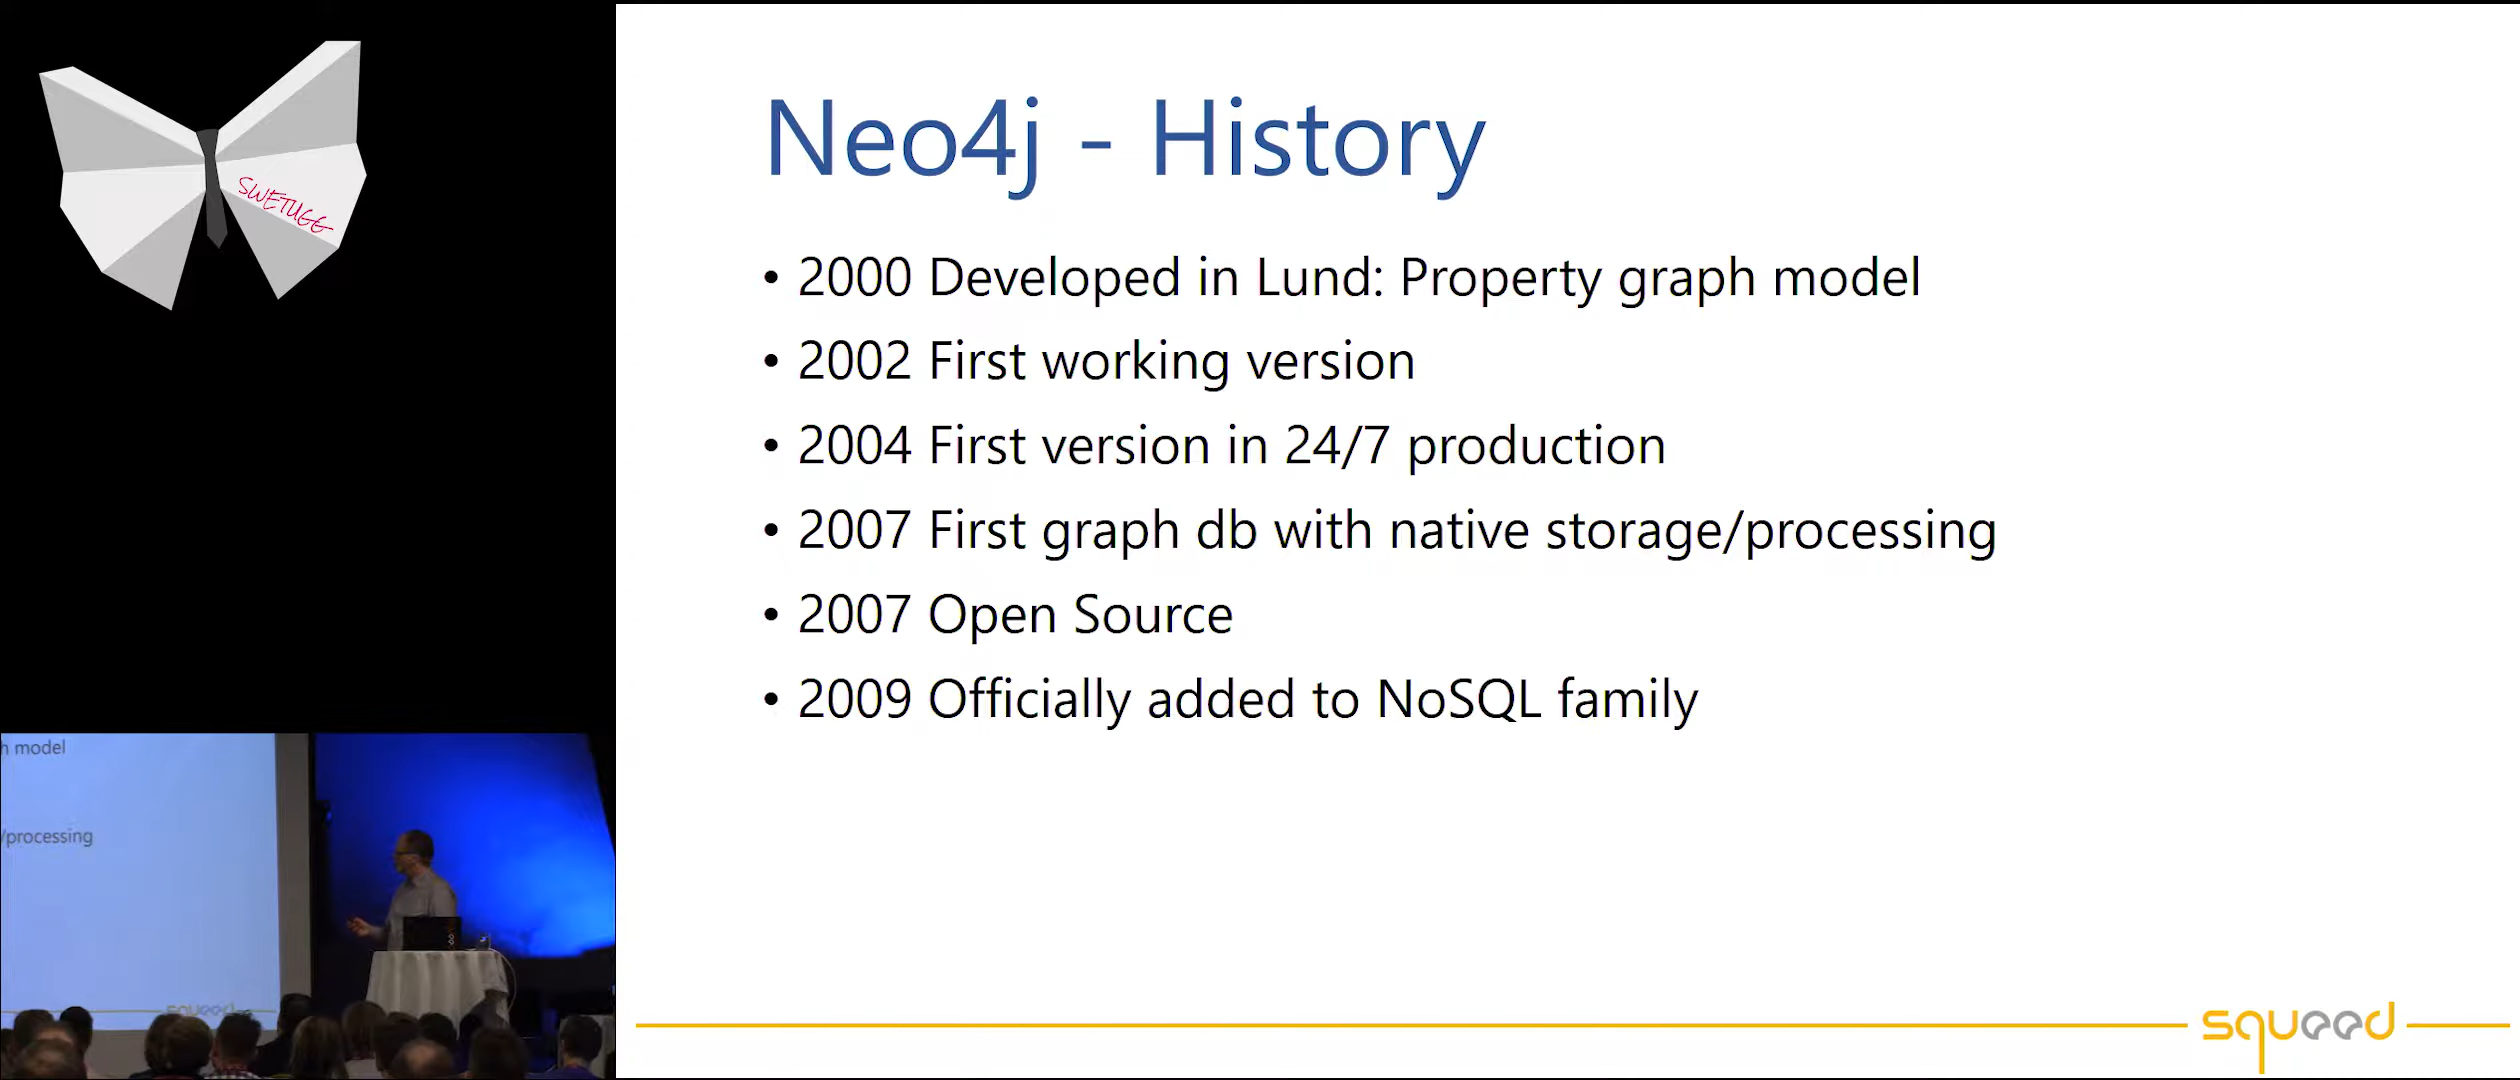 SWETUGG
Neo4j - History
• 2000 Developed in Lund: Property graph model
• 2002 First working version
• 2004 First version in 24/7 production
• 2007 First graph db with native storage/processing
• 2007 Open Source
• 2009 Officially added to NoSQL family
h model
/processing
squeed
squeed